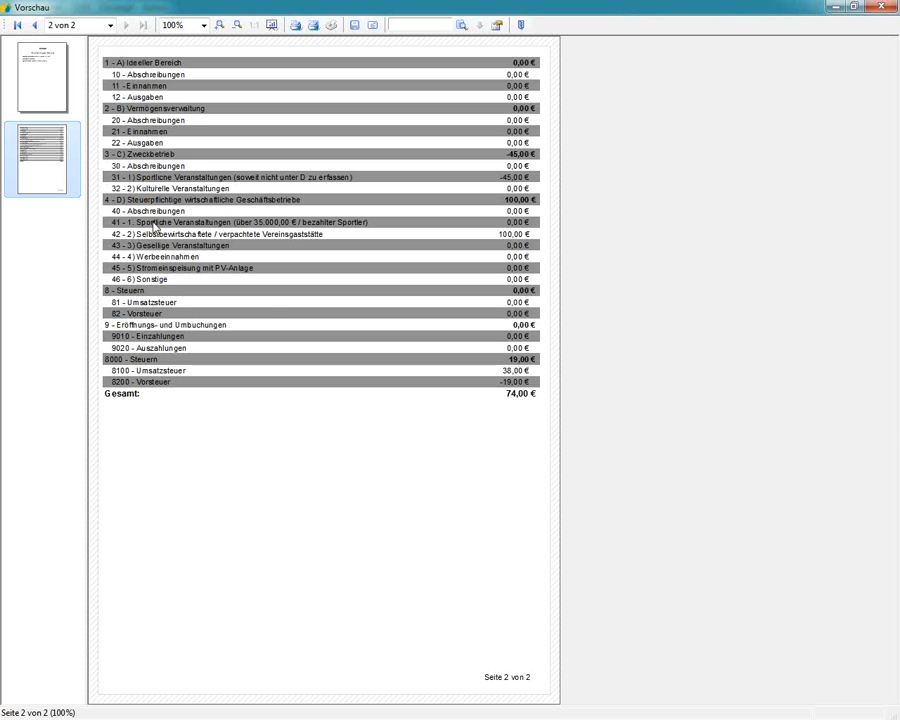 Vorschau
2 von 2
100%
1:1
1 - A) Ideeller Bereich 0,00 €
10 - Abschreibungen 0,00 €
11 - Einnahmen 0,00 €
12 - Ausgaben 0,00 €
2 - B) Vermögensverwaltung 0,00 €
20 - Abschreibungen 0,00 €
21 - Einnahmen 0,00 €
22 - Ausgaben 0,00 €
3 - C) Zweckbetrieb -45,00 €
30 - Abschreibungen 0,00 €
31 - 1) Sportliche Veranstaltungen (soweit nicht unter D zu erfassen) -45,00 €
32 - 2) Kulturelle Veranstaltungen 0,00 €
4 - D) Steuerpflichtige wirtschaftliche Geschäftsbetriebe 100,00 €
40 - Abschreibungen 0,00 €
41 - 1. Sportliche Veranstaltungen (über 35.000,00 € / bezahlter Sportler) 0,00 €
42 - 2) Selbstbewirtschaftete / verpachtete Vereinsgaststätte 100,00 €
43 - 3) Gesellige Veranstaltungen 0,00 €
44 - 4) Werbeeinnahmen 0,00 €
45 - 5) Stromeinspeisung mit PV-Anlage 0,00 €
46 - 6) Sonstige 0,00 €
8 - Steuern 0,00 €
81 - Umsatzsteuer 0,00 €
82 - Vorsteuer 0,00 €
9 - Eröffnungs- und Umbuchungen 0,00 €
9010 - Einzahlungen 0,00 €
9020 - Auszahlungen 0,00 €
8000 - Steuern 19,00 €
8100 - Umsatzsteuer 38,00 €
8200 - Vorsteuer -19,00 €
Gesamt: 74,00 €
Seite 2 von 2
Seite 2 von 2 (100%)